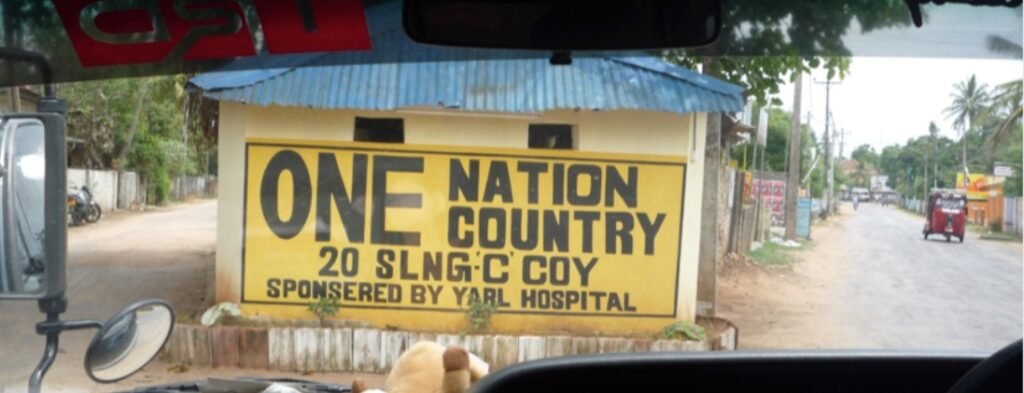 ONE NATION
COUNTRY
20 SLNG 'C' COY
SPONSERED BY YARL HOSPITAL